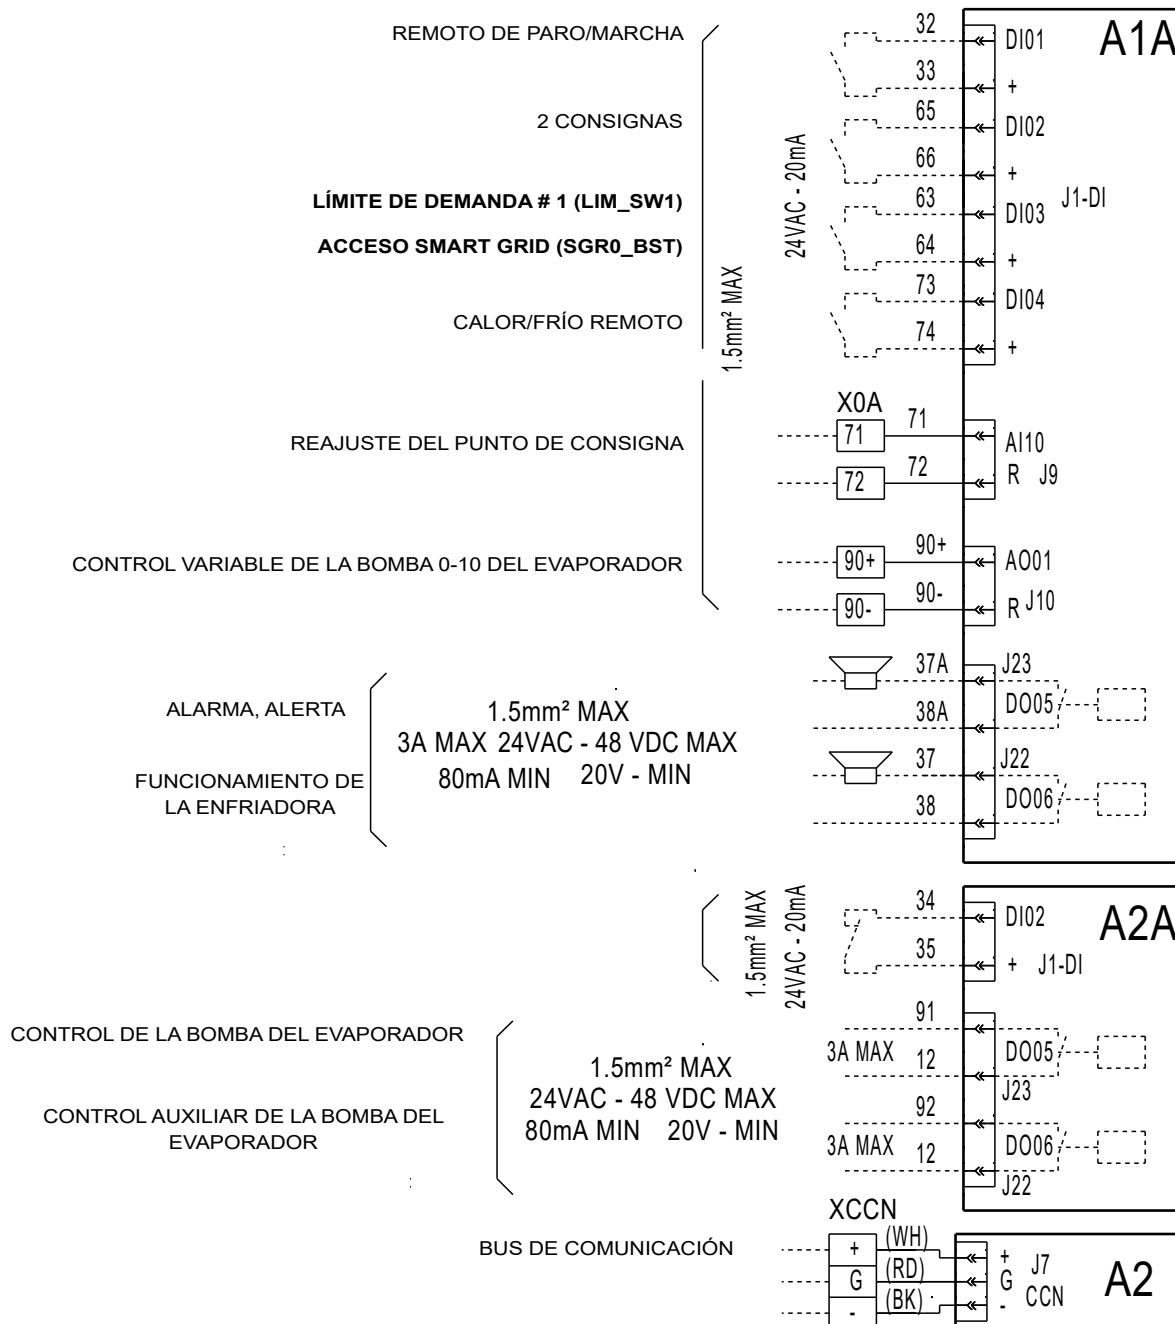 32
A1A
REMOTO DE PARO/MARCHA
DI01
33
+
65
2 CONSIGNAS
DI02
66
+
24VAC - 20mA
LÍMITE DE DEMANDA # 1 (LIM_SW1)
63
J1-DI
DI03
ACCESO SMART GRID (SGR0_BST)
64
+
73
DI04
CALOR/FRÍO REMOTO
74
+
1.5mm² MAX
X0A
71
71
REAJUSTE DEL PUNTO DE CONSIGNA
AI10
72
72
R J9
90+
CONTROL VARIABLE DE LA BOMBA 0-10 DEL EVAPORADOR
90+
AO01
90-
90-
R J10
37A
J23
ALARMA, ALERTA
1.5mm² MAX
38A
DO05
3A MAX 24VAC - 48 VDC MAX
37
J22
80mA MIN 20V - MIN
FUNCIONAMIENTO DE
LA ENFRIADORA
38
DO06
1.5mm² MAX
24VAC - 20mA
34
DI02
A2A
35
+ J1-DI
91
CONTROL DE LA BOMBA DEL EVAPORADOR
3A MAX
12
DO05
1.5mm² MAX
J23
24VAC - 48 VDC MAX
92
CONTROL AUXILIAR DE LA BOMBA DEL
EVAPORADOR
80mA MIN 20V - MIN
3A MAX
12
DO06
J22
XCCN
BUS DE COMUNICACIÓN
+
(WH)
+
J7
G
(RD)
G
CCN
A2
-
(BK)
-